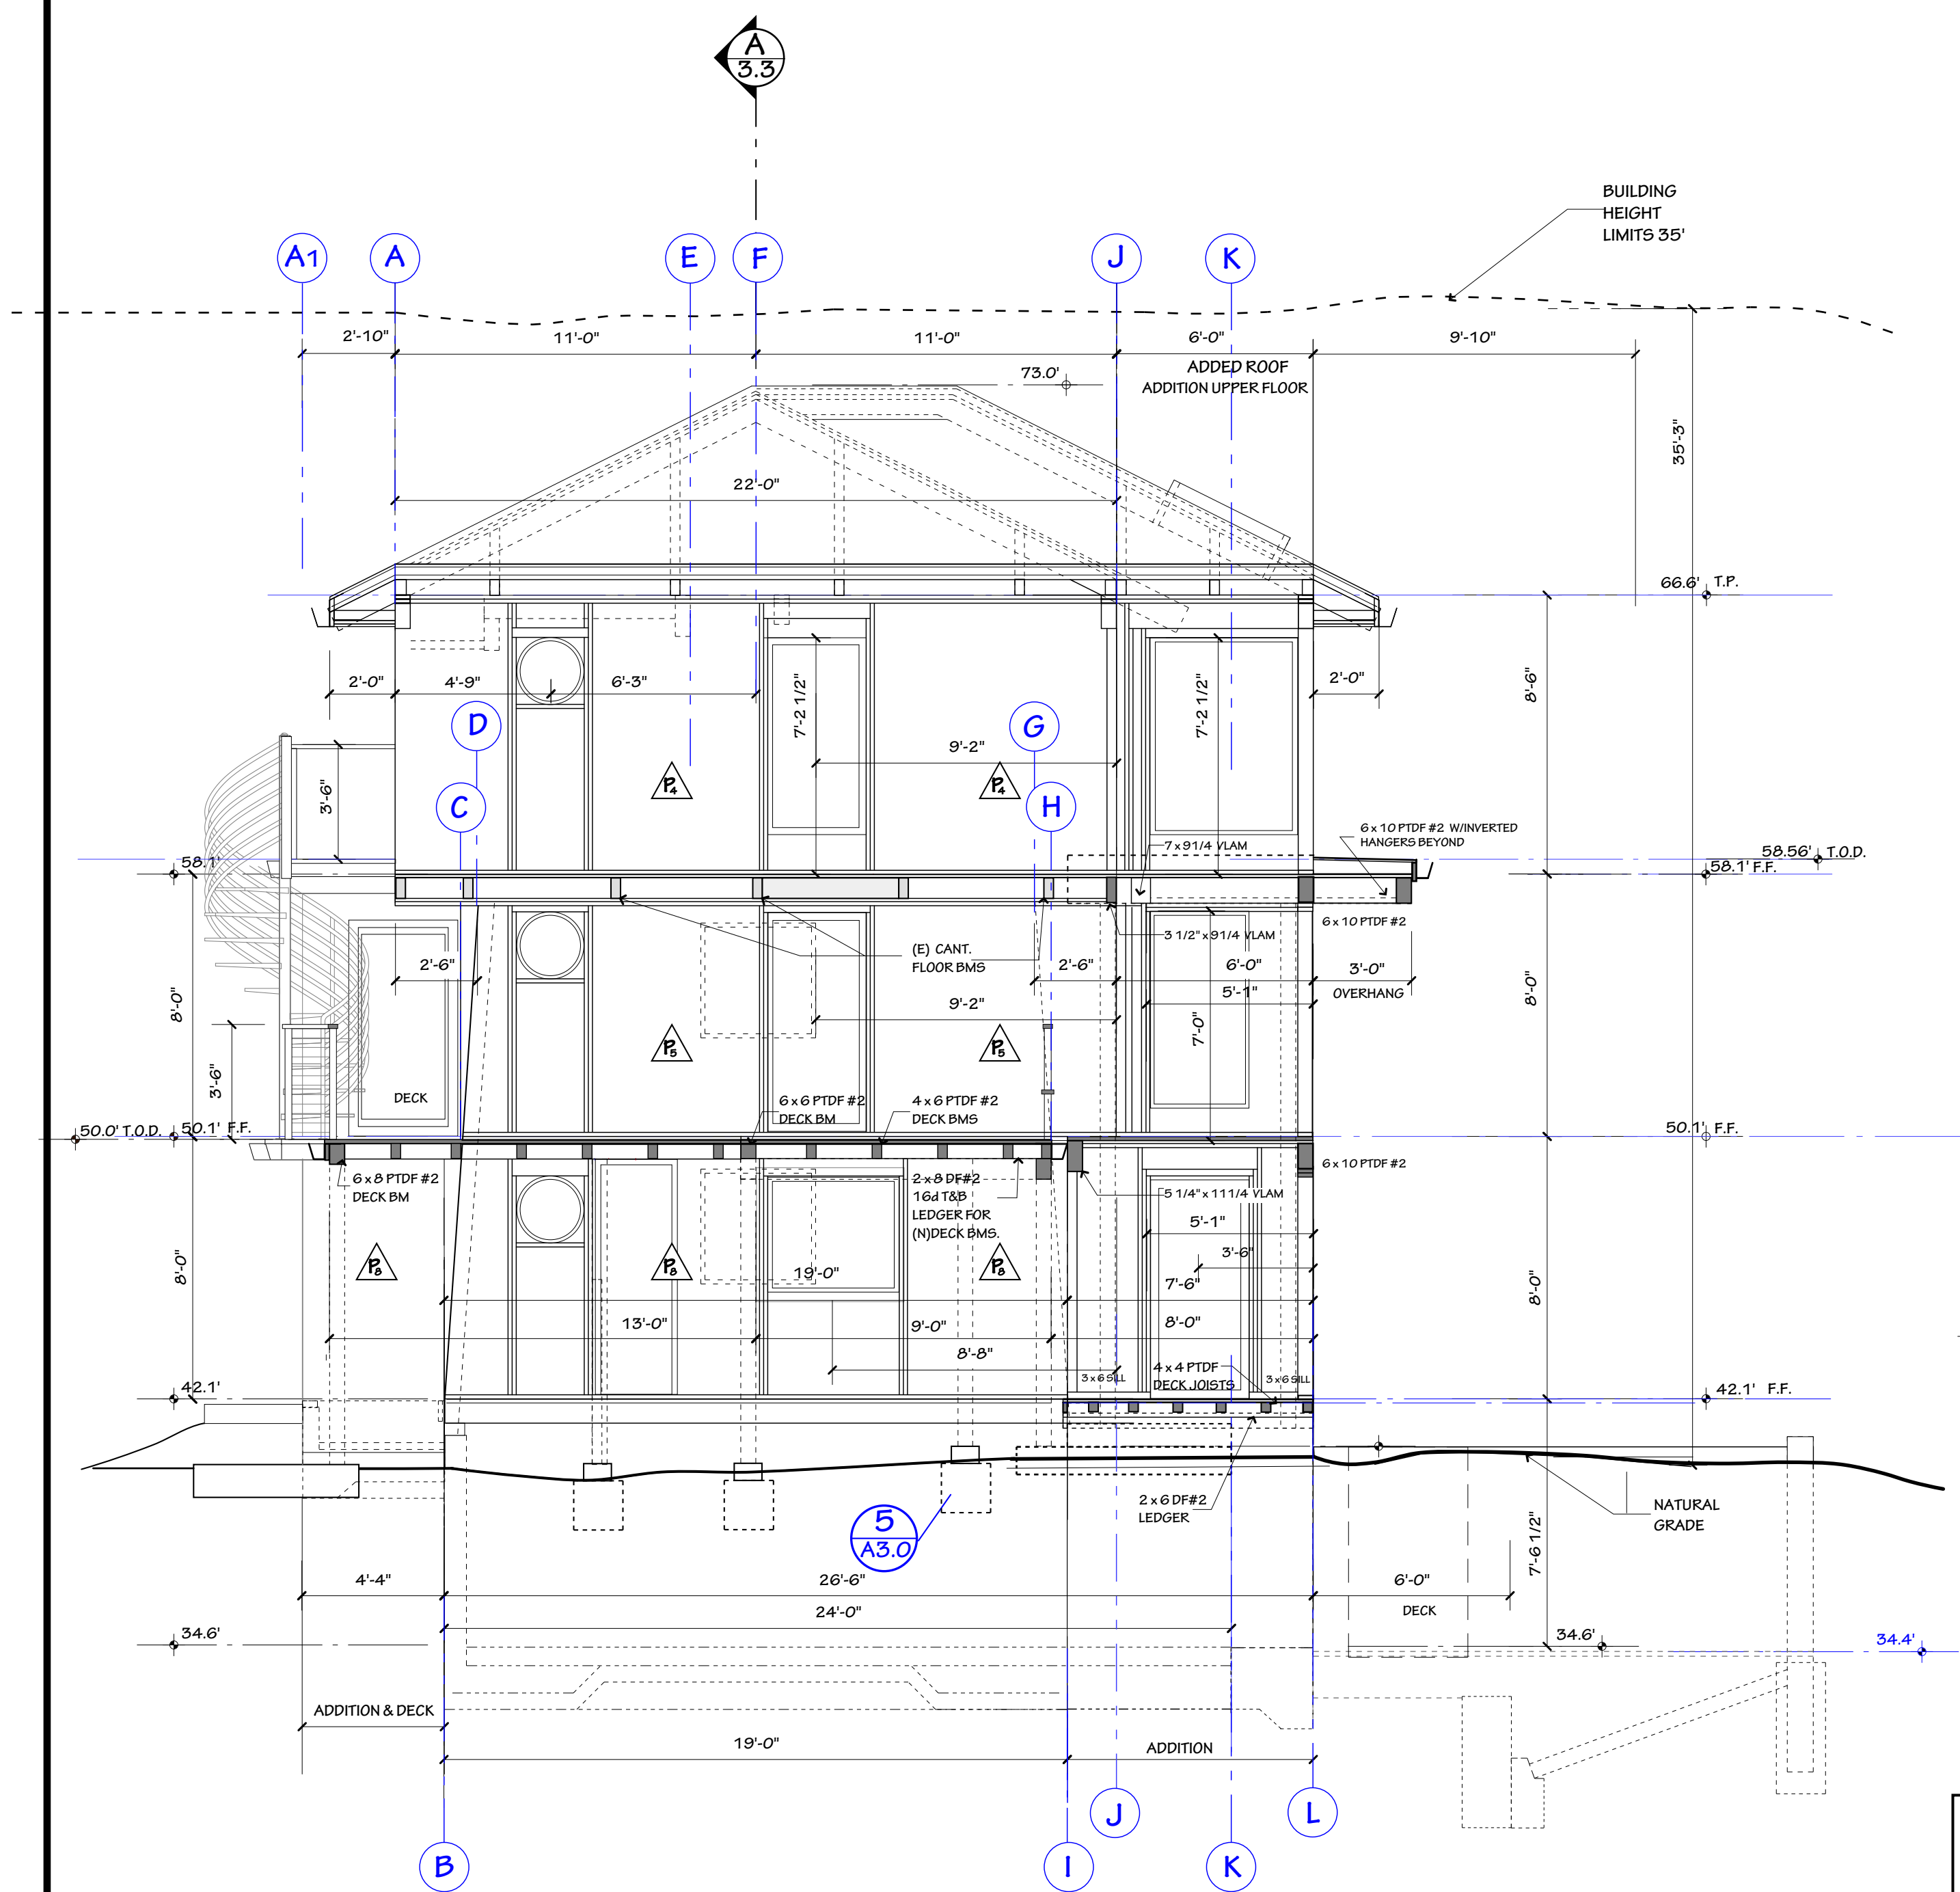 A
3.3
BUILDING
HEIGHT
LIMITS 35'
A1
A
E
F
J
K
2'-10"
11'-0"
11'-0"
6'-0"
9'-10"
ADDED ROOF
ADDITION UPPER FLOOR
73.0'
35'-3"
22'-0"
66.6' T.P.
2'-0"
4'-9"
6'-3"
7'-2 1/2"
7'-2 1/2"
2'-0"
8'-6"
D
G
9'-2"
3'-6"
P4
P4
C
H
6 x 10 PTDF #2 W/INVERTED
HANGERS BEYOND
7 x 9 1/4 VLAM
58.1'
58.56' T.O.D.
58.1' F.F.
6 x 10 PTDF #2
3 1/2" x 9 1/4 VLAM
(E) CANT.
FLOOR BMS
2'-6"
2'-6"
6'-0"
3'-0"
OVERHANG
5'-1"
9'-2"
8'-0"
8'-0"
7'-0"
P5
P5
3'-6"
DECK
6 x 6 PTDF #2
DECK BM
4 x 6 PTDF #2
DECK BMS
50.0' T.O.D.
50.1' F.F.
50.1' F.F.
6 x 10 PTDF #2
6 x 8 PTDF #2
DECK BM
2 x 8 DF#2
16d T&B
LEDGER FOR
(N)DECK BMS.
5 1/4" x 11 1/4 VLAM
5'-1"
3'-6"
8'-0"
P3
P3
P3
19'-0"
7'-6"
8'-0"
13'-0"
9'-0"
8'-0"
8'-8"
4 x 4 PTDF
DECK JOISTS
3 x 6 SILL
3 x 6 SILL
42.1'
42.1' F.F.
2 x 6 DF#2
LEDGER
NATURAL
GRADE
5
A3.0
7'-6 1/2"
4'-4"
26'-6"
6'-0"
DECK
24'-0"
34.6'
34.6'
34.4'
ADDITION & DECK
19'-0"
ADDITION
J
L
B
I
K